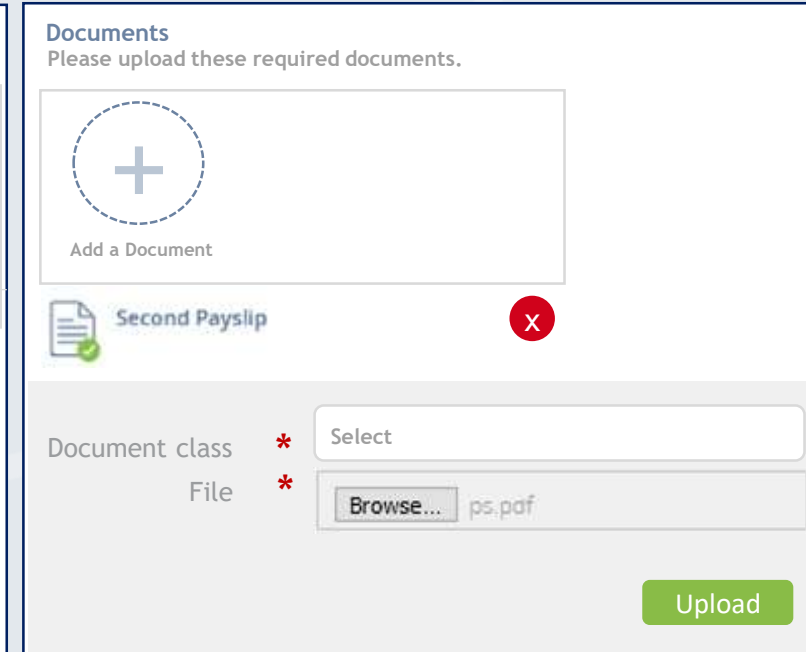 Documents
Please upload these required documents.
Add a Document
Second Payslip
x
Document class * Select
File *
Browse... ps.pdf
Upload